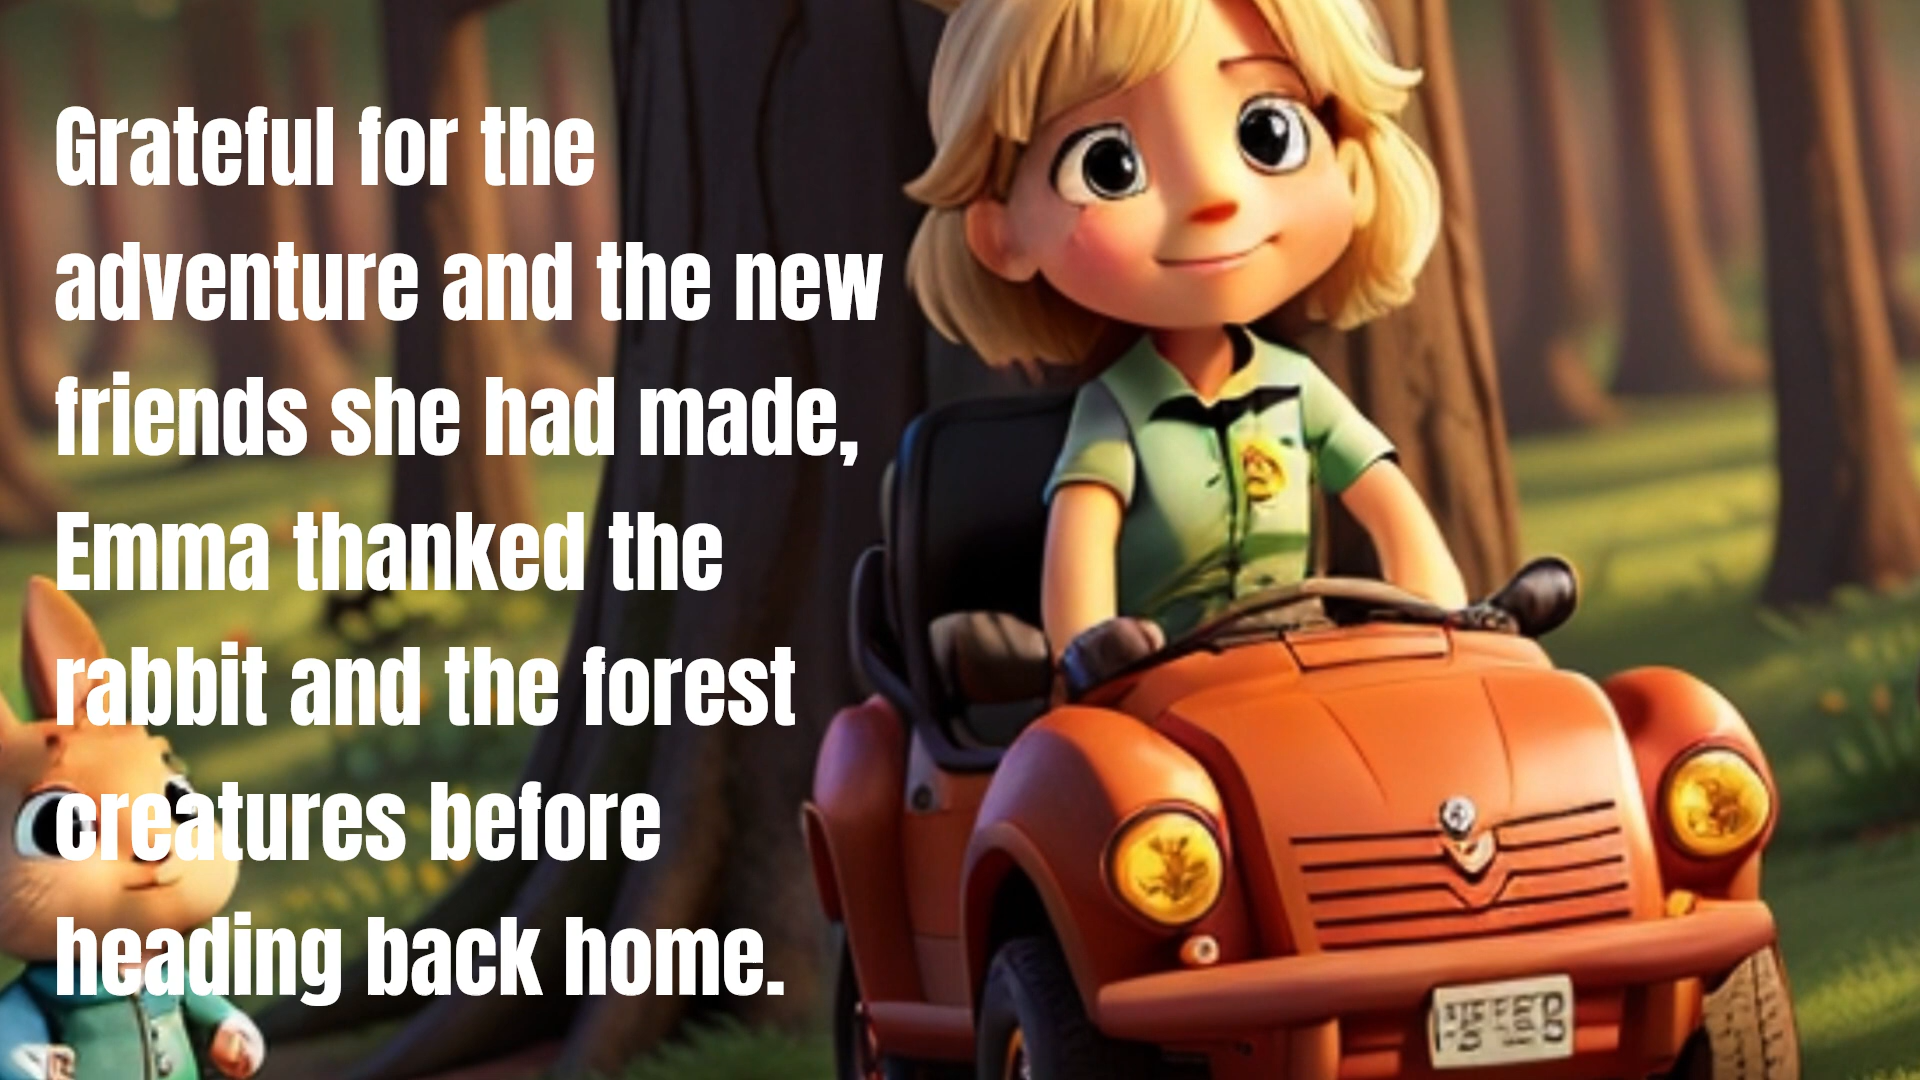 Grateful for the
adventure and the new
friends she had made,
Emma thanked the
rabbit and the forest
creatures before
heading back home.